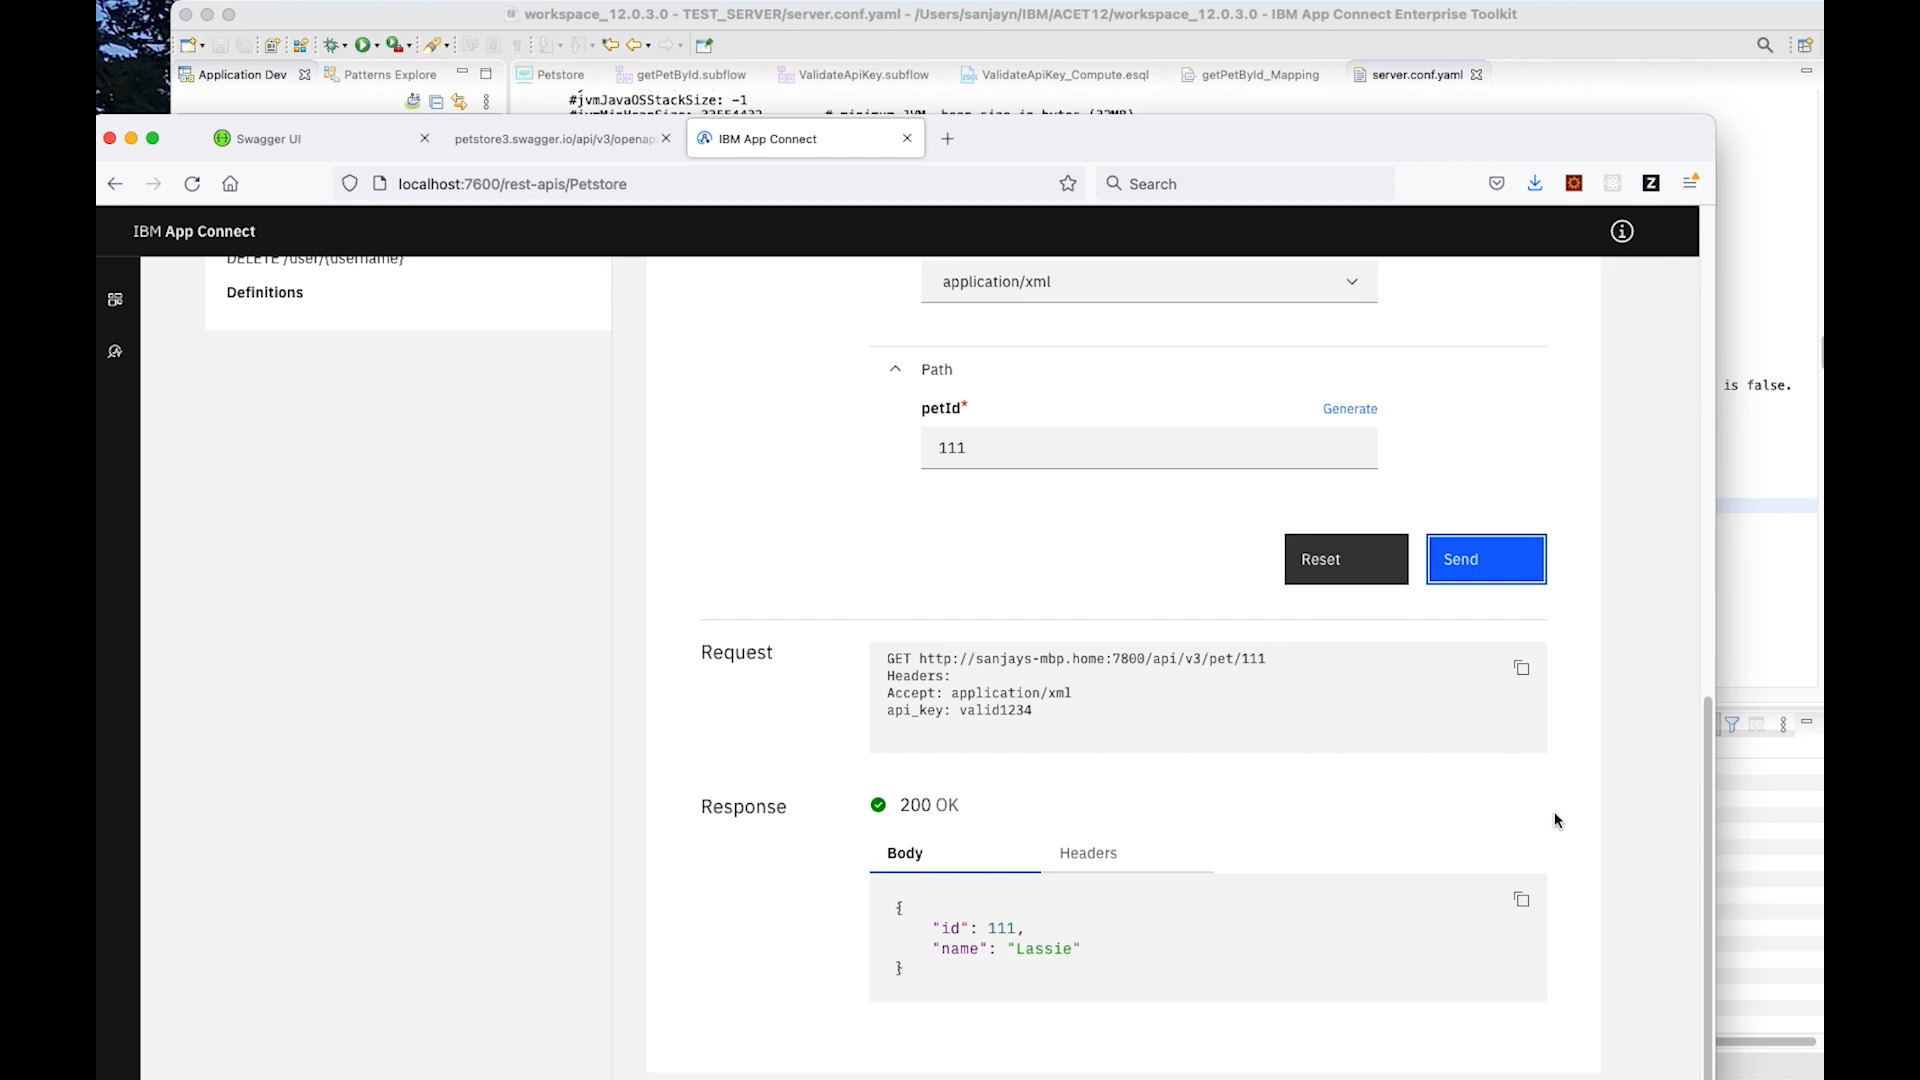 workspace_12.0.3.0 - TEST_SERVER/server.conf.yaml - /Users/sanjayn/IBM/ACET12/workspace_12.0.3.0 - IBM App Connect Enterprise Toolkit
Application Dev
Patterns Explore
Petstore
getPetById.subflow
ValidateApiKey.subflow
ValidateApiKey_Compute.esql
getPetById_Mapping
server.conf.yaml
#jvmJavaOSStackSize: -1
Swagger UI
petstore3.swagger.io/api/v3/openap
IBM App Connect
localhost:7600/rest-apis/Petstore
Search
IBM App Connect
DELETE /user/{username}
Definitions
application/xml
Path
is false.
petId*
Generate
111
Reset
Send
Request
GET http://sanjays-mbp.home:7800/api/v3/pet/111
Headers:
Accept: application/xml
api_key: valid1234
Response
200 OK
Body
Headers
{
"id": 111,
"name": "Lassie"
}